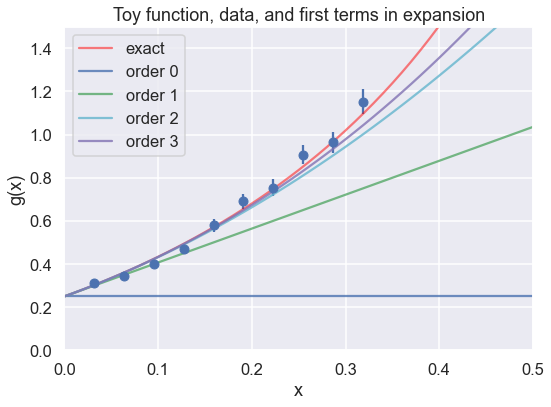 Toy function, data, and first terms in expansion
exact
order 0
order 1
order 2
order 3
g(x)
1.4
1.2
1.0
0.8
0.6
0.4
0.2
0.0
0.0 0.1 0.2 0.3 0.4 0.5
x